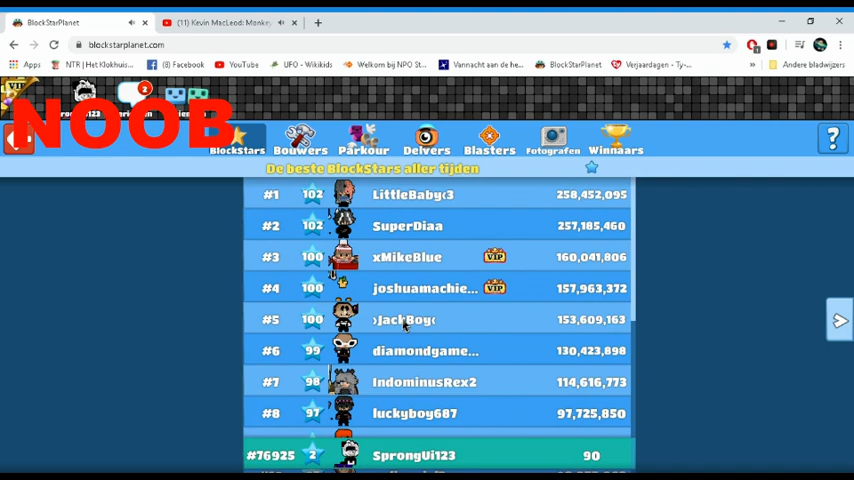 BlockStarPlanet
(11) Kevin MacLeod: Monkey
blockstarplanet.com
Apps
NTR | Het Klokhuis...
(8) Facebook
YouTube
UFO - Wikikids
Welkom bij NPO St...
Vannacht aan de he...
BlockStarPlanet
Verjaardagen - Ty-...
»
Andere bladwijzers
VIP
2
NOOB
BlockStars
Bouwers
Parkour
Delvers
Blasters
Fotografen
Winnaars
?
De beste BlockStars aller tijden
#1 102 LittleBaby‹3 258,452,095
#2 102 SuperDiaa 257,185,460
#3 100 xMikeBlue VIP 160,041,806
#4 100 joshuamachie... VIP 157,963,372
#5 100 ›JackBoy‹ 153,609,163
#6 99 diamondgame... 130,423,898
#7 98 IndominusRex2 114,616,773
#8 97 luckyboy687 97,725,850
#76925 2 SprongUi123 90